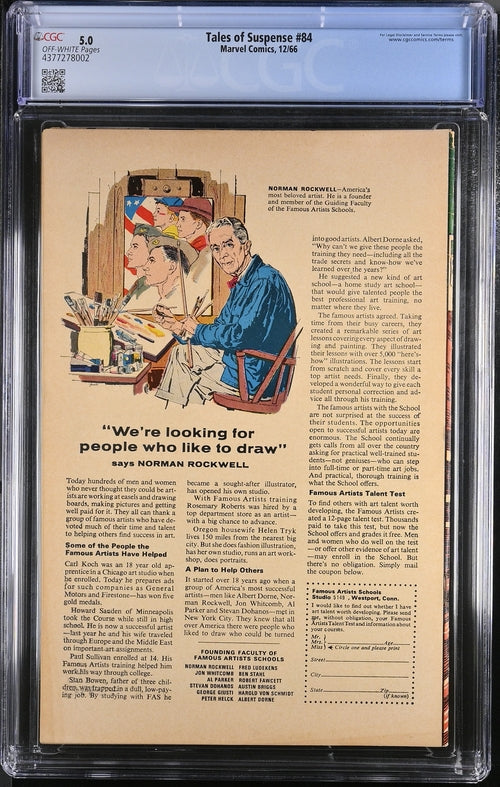 CGC 5.0
OFF-WHITE Pages
4377278002
Tales of Suspense #84
Marvel Comics, 12/66
www.cgccomics.com/terms
CGC
NORMAN ROCKWELL—America's
most beloved artist. He is a founder
and member of the Guiding Faculty
of the Famous Artists Schools.
"We're looking for
people who like to draw"
says NORMAN ROCKWELL
Today hundreds of men and women
who never thought they could be art-
ists are working at easels and drawing
boards, making pictures and getting
well paid for it. They all can thank a
group of famous artists who have de-
voted much of their time and talent
to helping others find success in art.
Some of the People the
Famous Artists Have Helped
Carl Koch was an 18 year old ap-
prentice in a Chicago art studio when
he enrolled. Today he prepares ads
for such companies as General
Motors and Firestone—has won five
gold medals.
Howard Sauden of Minneapolis
took the Course while still in high
school. He is now a successful artist
—last year he and his wife traveled
through Europe and the Middle East
on important art assignments.
Paul Sullivan enrolled at 14. His
Famous Artists training helped him
work his way through college.
Stan Bowen, father of three chil-
dren, was trapped in a dull, low-pay-
ing job. By studying with FAS he
became a sought-after illustrator,
has opened his own studio.
With Famous Artists training
Rosemary Roberts was hired by a
top department store as an artist—
with a big chance to advance.
Oregon housewife Helen Tryk
lives 150 miles from the nearest big
city. But she does fashion illustration,
has her own studio, runs an art work-
shop, does portraits.
A Plan to Help Others
It started over 18 years ago when a
group of America's most successful
artists—men like Albert Dorne, Nor-
man Rockwell, Jon Whitcomb, Al
Parker and Stevan Dohanos—met in
New York City. They knew that all
over America there were people who
liked to draw who could be turned
FOUNDING FACULTY OF
FAMOUS ARTISTS SCHOOLS
NORMAN ROCKWELL FRED LUDEKENS
JON WHITCOMB BEN STAHL
AL PARKER ROBERT FAWCETT
STEVAN DOHANOS AUSTIN BRIGGS
GEORGE GIUSTI HAROLD VON SCHMIDT
PETER HELCK ALBERT DORNE
into good artists. Albert Dorne asked,
"Why can't we give these people the
training they need—including all the
trade secrets and know-how we've
learned over the years?"
He suggested a new kind of art
school—a home study art school—
that would give talented people the
best professional art training, no
matter where they live.
The famous artists agreed. Taking
time from their busy careers, they
created a remarkable series of art
lessons covering every aspect of draw-
ing and painting. They illustrated
their lessons with over 5,000 "here's-
how" illustrations. The lessons start
from scratch and cover every skill a
top artist needs. Finally, they de-
veloped a wonderful way to give each
student personal correction and ad-
vice all through his training.
The famous artists with the School
are not surprised at the success of
their students. The opportunities
open to successful artists today are
enormous. The School continually
gets calls from all over the country
asking for practical well-trained stu-
dents—not geniuses—who can step
into full-time or part-time art jobs.
And practical, thorough training is
what the School offers.
Famous Artists Talent Test
To find others with art talent worth
developing, the Famous Artists cre-
ated a 12-page talent test. Thousands
paid to take this test, but now the
School offers and grades it free. Men
and women who do well on the test
—or offer other evidence of art talent
—may enroll in the School. But
there's no obligation. Simply mail
the coupon below.
Famous Artists Schools
Studio 5149, Westport, Conn.
I would like to find out whether I have
art talent worth developing. Please send
me, without obligation, your Famous
Artists Talent Test and information about
your courses.
Mr.
Mrs. Age
Miss Circle one and please print
Street
City
State Zip
(if known)